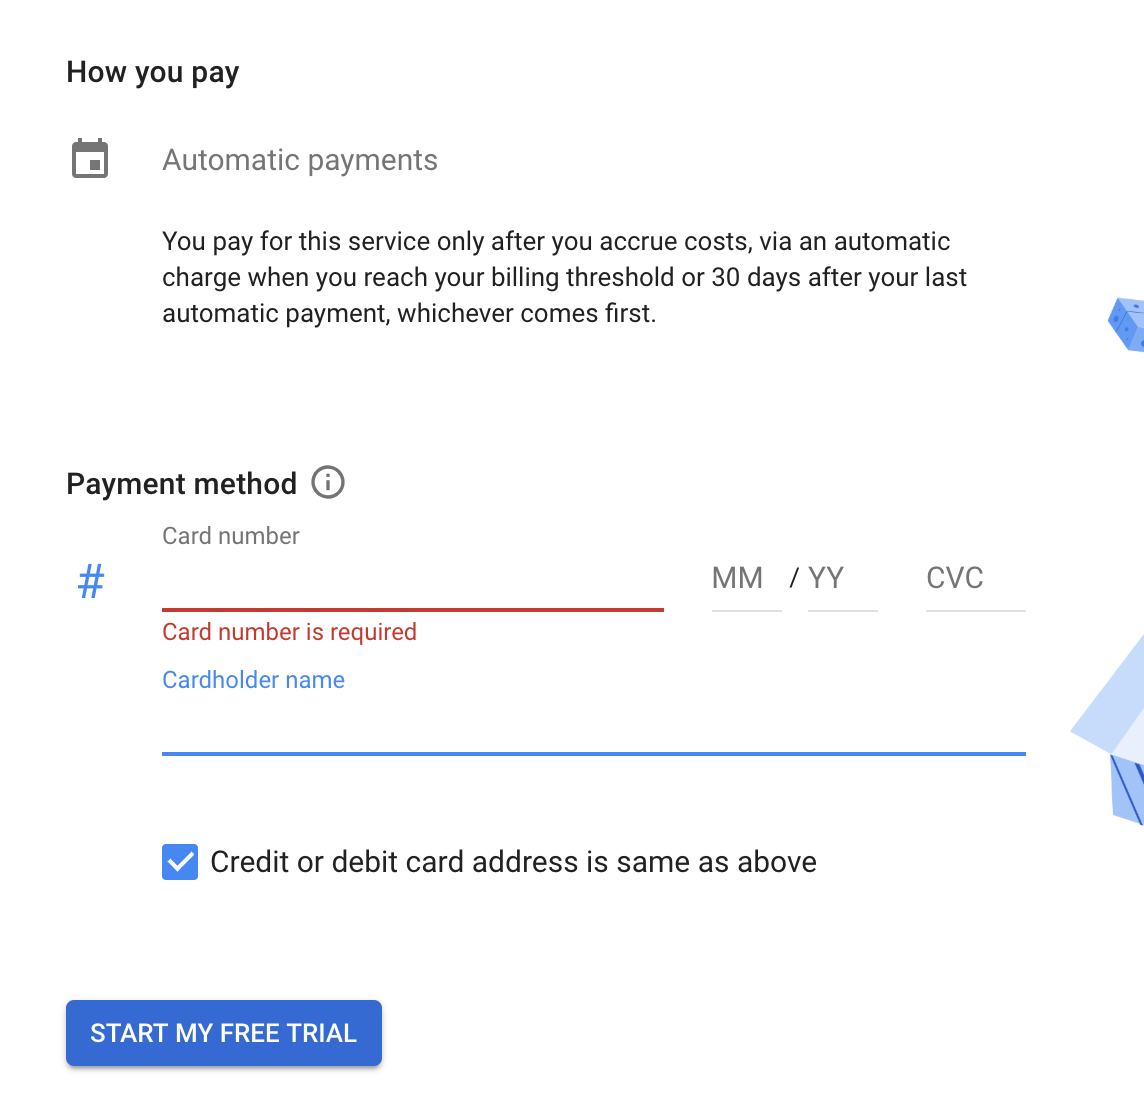 How you pay
Automatic payments
You pay for this service only after you accrue costs, via an automatic
charge when you reach your billing threshold or 30 days after your last
automatic payment, whichever comes first.
Payment method
Card number
# MM / YY CVC
Card number is required
Cardholder name
Credit or debit card address is same as above
START MY FREE TRIAL